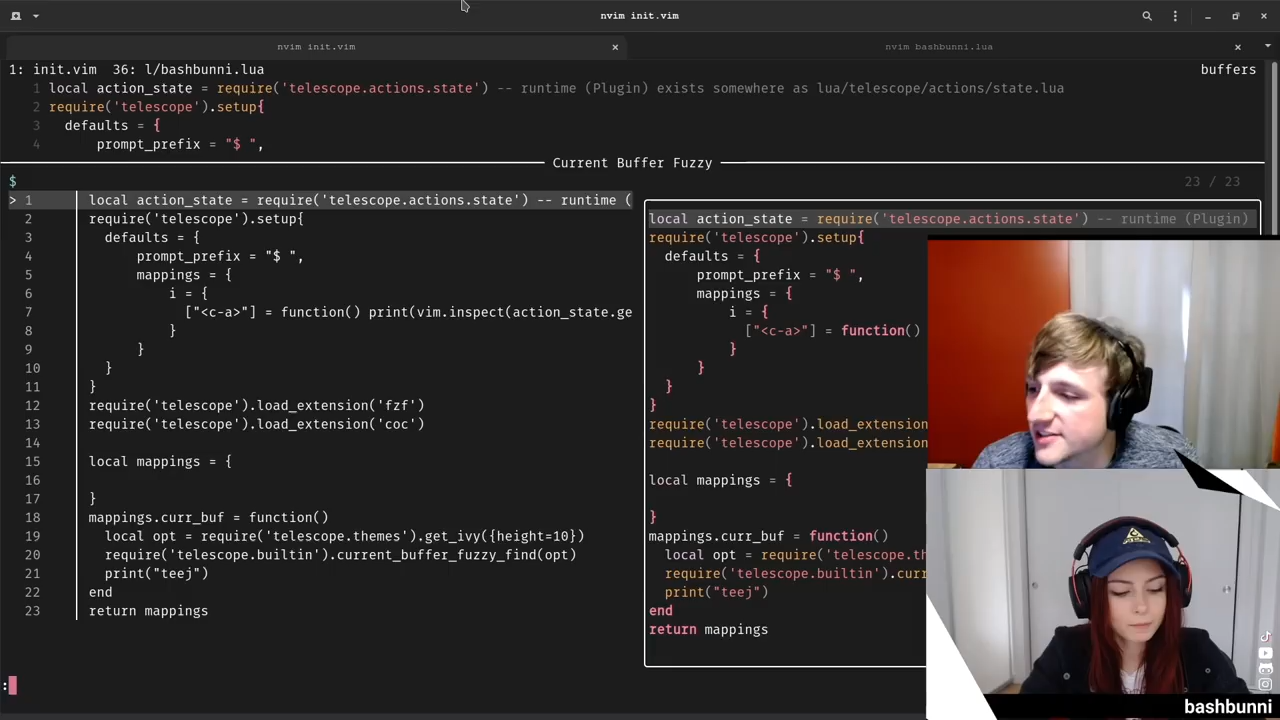 nvim init.vim
nvim init.vim
nvim bashbunni.lua
1: init.vim 36: l/bashbunni.lua
buffers
1 local action_state = require('telescope.actions.state') -- runtime (Plugin) exists somewhere as lua/telescope/actions/state.lua
2 require('telescope').setup{
3 defaults = {
4 prompt_prefix = "$ ",
Current Buffer Fuzzy
$
23 / 23
> 1 local action_state = require('telescope.actions.state') -- runtime (
2 require('telescope').setup{
3 defaults = {
4 prompt_prefix = "$ ",
5 mappings = {
6 i = {
7 ["<c-a>"] = function() print(vim.inspect(action_state.ge
8 }
9 }
10 }
11 }
12 require('telescope').load_extension('fzf')
13 require('telescope').load_extension('coc')
14
15 local mappings = {
16
17 }
18 mappings.curr_buf = function()
19 local opt = require('telescope.themes').get_ivy({height=10})
20 require('telescope.builtin').current_buffer_fuzzy_find(opt)
21 print("teej")
22 end
23 return mappings
local action_state = require('telescope.actions.state') -- runtime (Plugin)
require('telescope').setup{
defaults = {
prompt_prefix = "$ ",
mappings = {
i = {
["<c-a>"] = function()
}
}
}
}
require('telescope').load_extension
require('telescope').load_extension
local mappings = {
}
mappings.curr_buf = function()
local opt = require('telescope.th
require('telescope.builtin').curr
print("teej")
end
return mappings
:
bashbunni